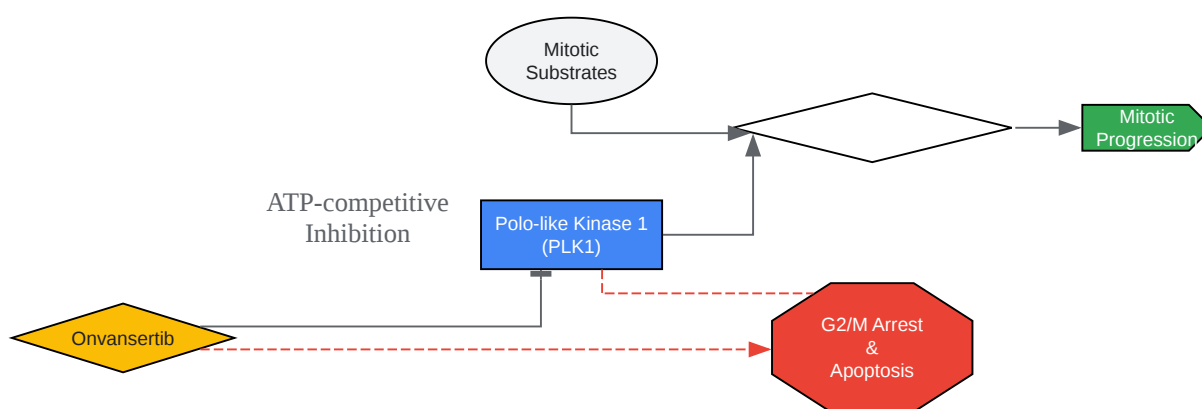 Mitotic
Substrates
Mitotic
Progression
ATP-competitive
Inhibition
Polo-like Kinase 1
(PLK1)
Onvansertib
G2/M Arrest
&
Apoptosis